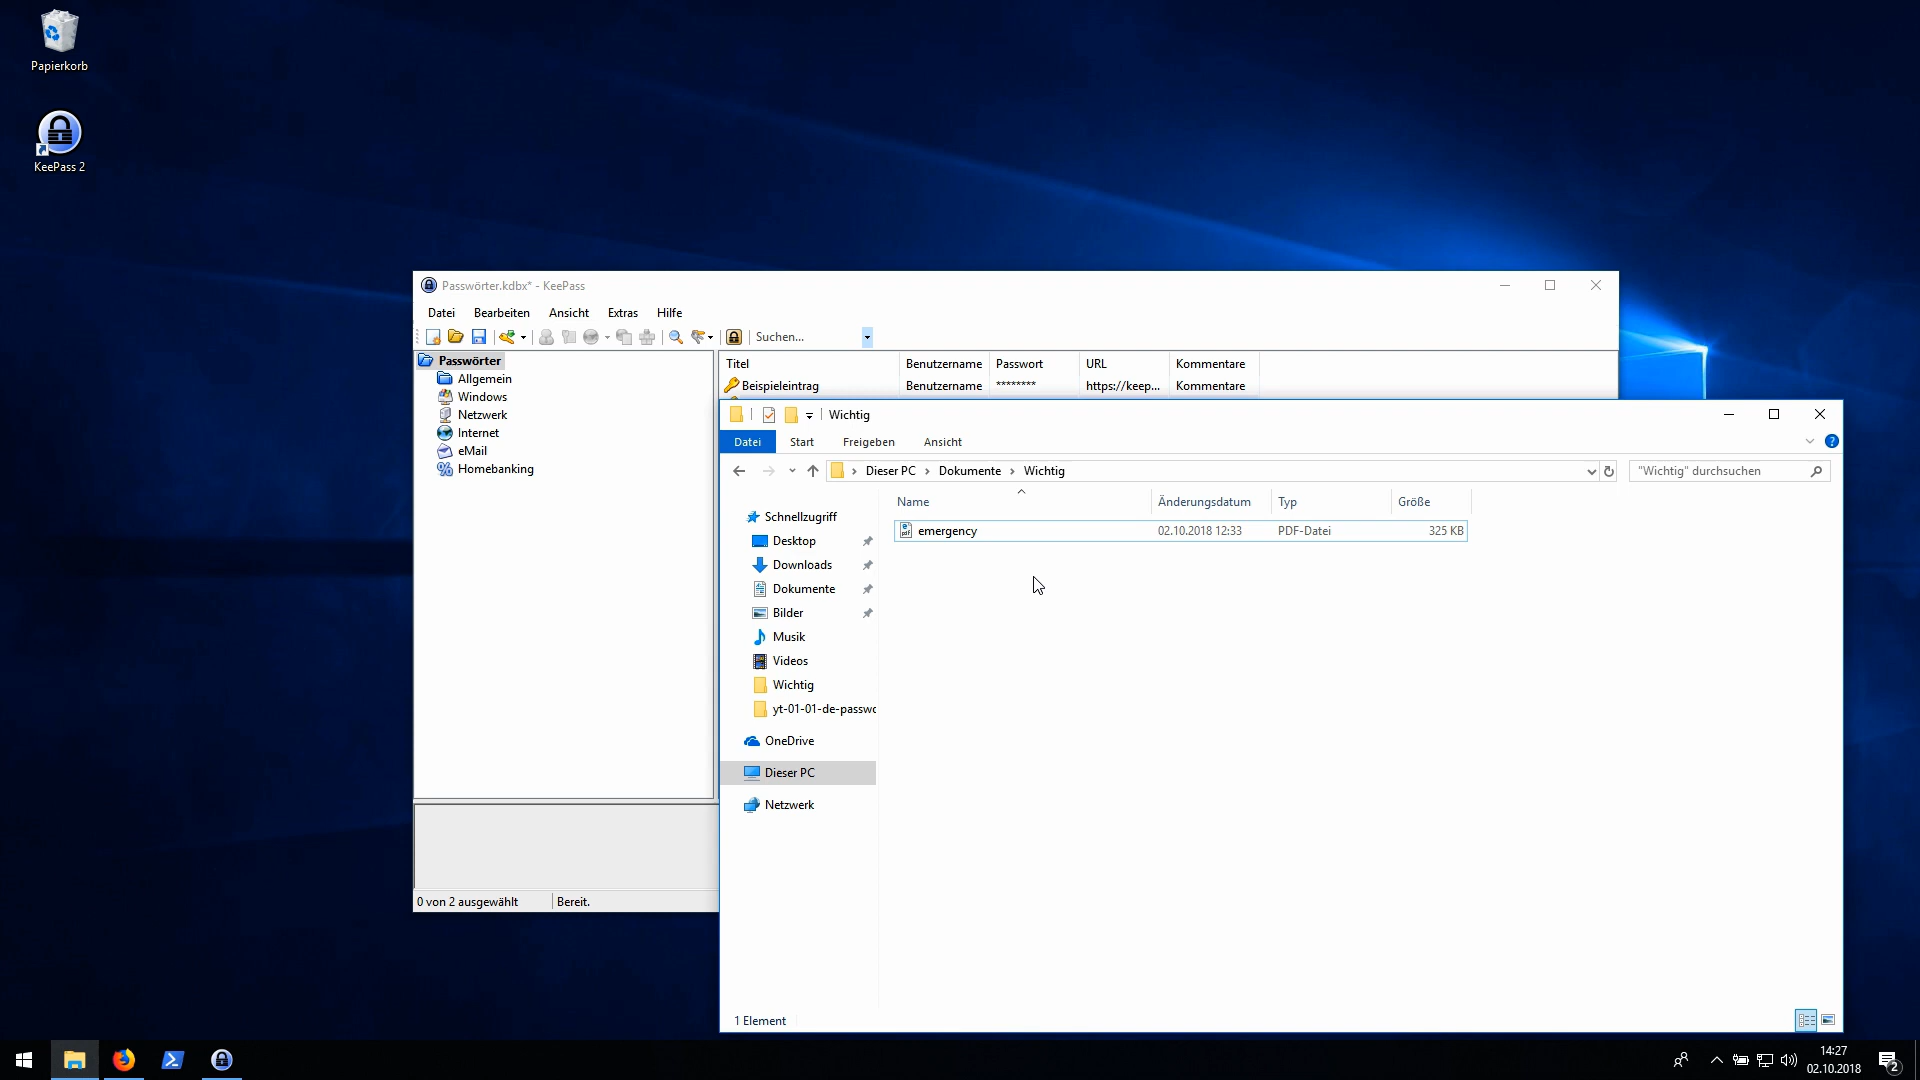 Papierkorb
KeePass 2
Passwörter.kdbx* - KeePass
Datei Bearbeiten Ansicht Extras Hilfe
Suchen...
Passwörter
Allgemein
Windows
Netzwerk
Internet
eMail
Homebanking
Titel Benutzername Passwort URL Kommentare
Beispieleintrag Benutzername ******** https://keep... Kommentare
0 von 2 ausgewählt Bereit.
Wichtig
Datei Start Freigeben Ansicht
Dieser PC Dokumente Wichtig
"Wichtig" durchsuchen
Schnellzugriff
Desktop
Downloads
Dokumente
Bilder
Musik
Videos
Wichtig
yt-01-01-de-passwo
OneDrive
Dieser PC
Netzwerk
Name Änderungsdatum Typ Größe
emergency 02.10.2018 12:33 PDF-Datei 325 KB
1 Element
14:27
02.10.2018
2